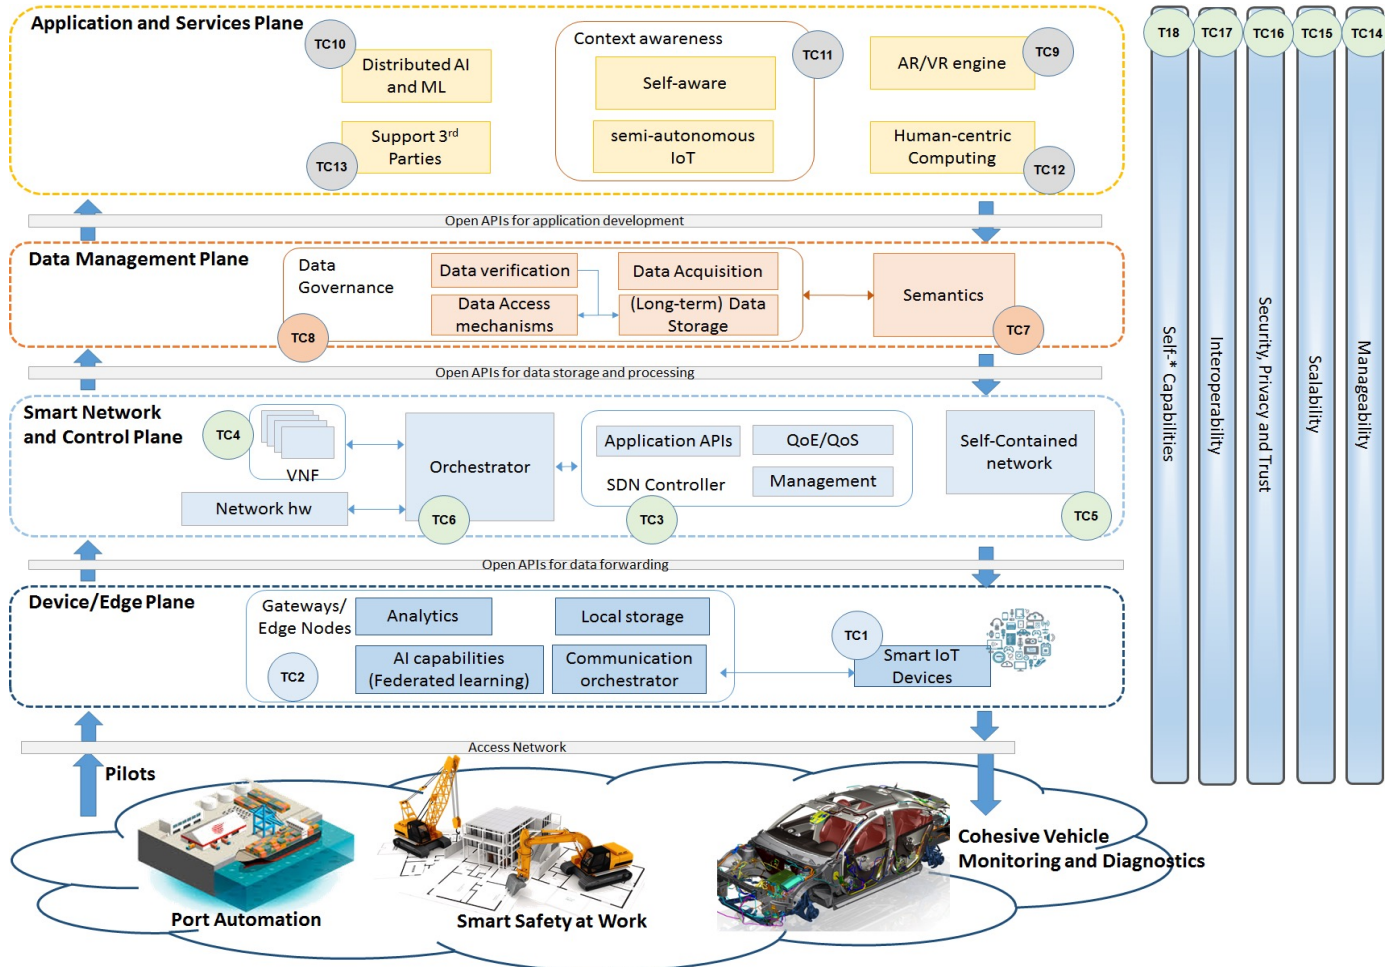 Application and Services Plane
TC10
Distributed AI
and ML
Support 3rd
Parties
TC13
Context awareness
TC11
Self-aware
semi-autonomous
IoT
AR/VR engine
TC9
Human-centric
Computing
TC12
Open APIs for application development
Data Management Plane
Data
Governance
TC8
Data verification
Data Acquisition
Data Access
mechanisms
(Long-term) Data
Storage
Semantics
TC7
Open APIs for data storage and processing
Smart Network
and Control Plane
TC4
VNF
Network hw
Orchestrator
TC6
Application APIs
QoE/QoS
SDN Controller
Management
TC3
Self-Contained
network
TC5
Open APIs for data forwarding
Device/Edge Plane
Gateways/
Edge Nodes
TC2
Analytics
Local storage
AI capabilities
(Federated learning)
Communication
orchestrator
TC1
Smart IoT
Devices
Access Network
Pilots
Port Automation
Smart Safety at Work
Cohesive Vehicle
Monitoring and Diagnostics
T18
TC17
TC16
TC15
TC14
Self-* Capabilities
Interoperability
Security, Privacy and Trust
Scalability
Manageability